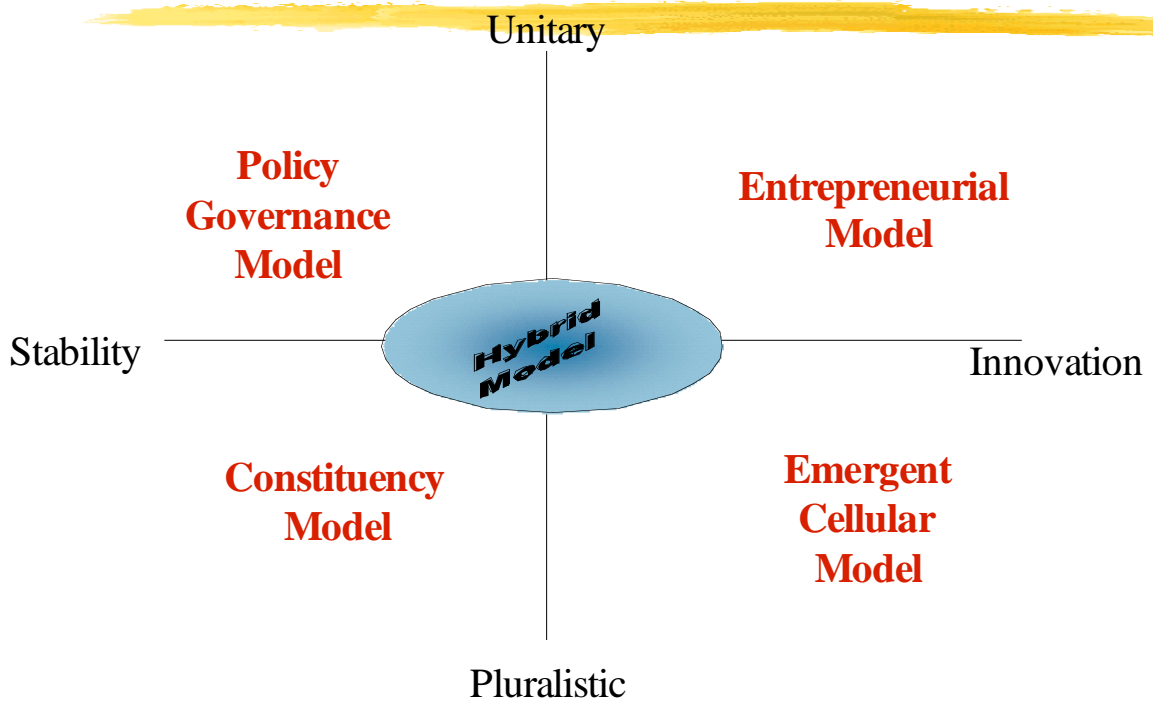 Unitary
Policy
Governance
Model
Entrepreneurial
Model
Stability
Hybrid
Model
Innovation
Constituency
Model
Emergent
Cellular
Model
Pluralistic